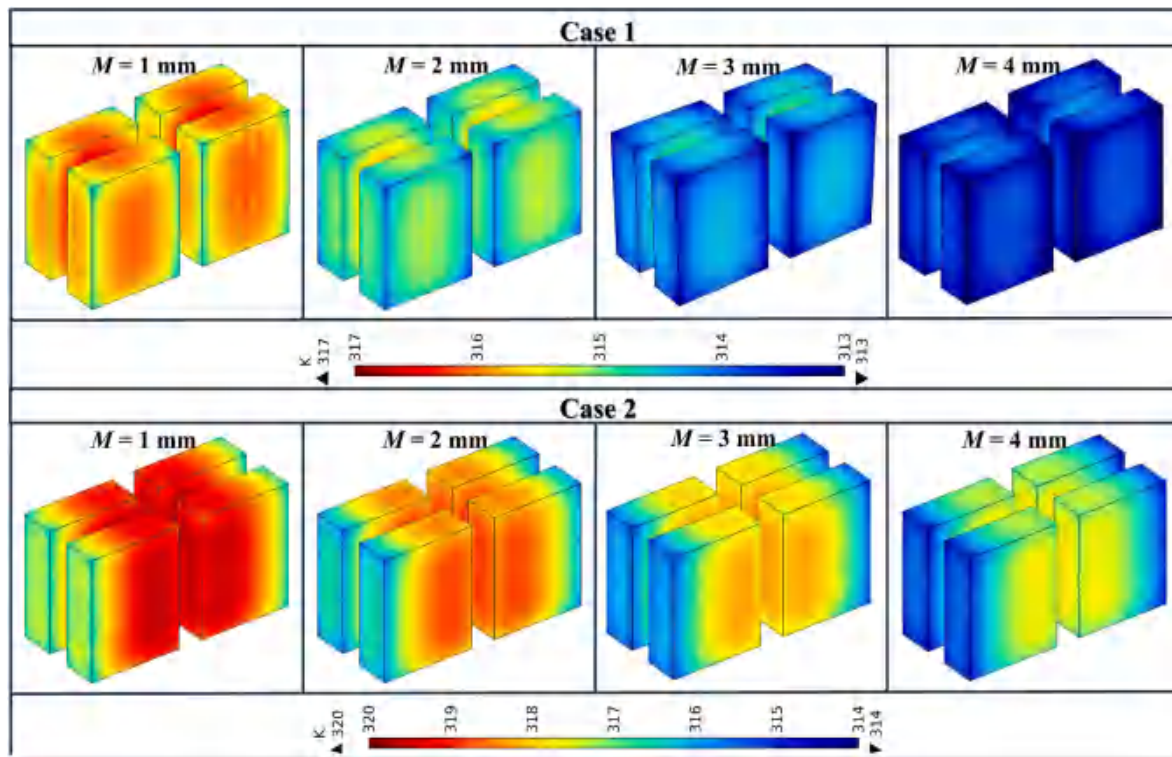 Case 1
M = 1 mm
M = 2 mm
M = 3 mm
M = 4 mm
K
317
317
316
315
314
313
313
Case 2
M = 1 mm
M = 2 mm
M = 3 mm
M = 4 mm
K
320
320
319
318
317
316
315
314
314